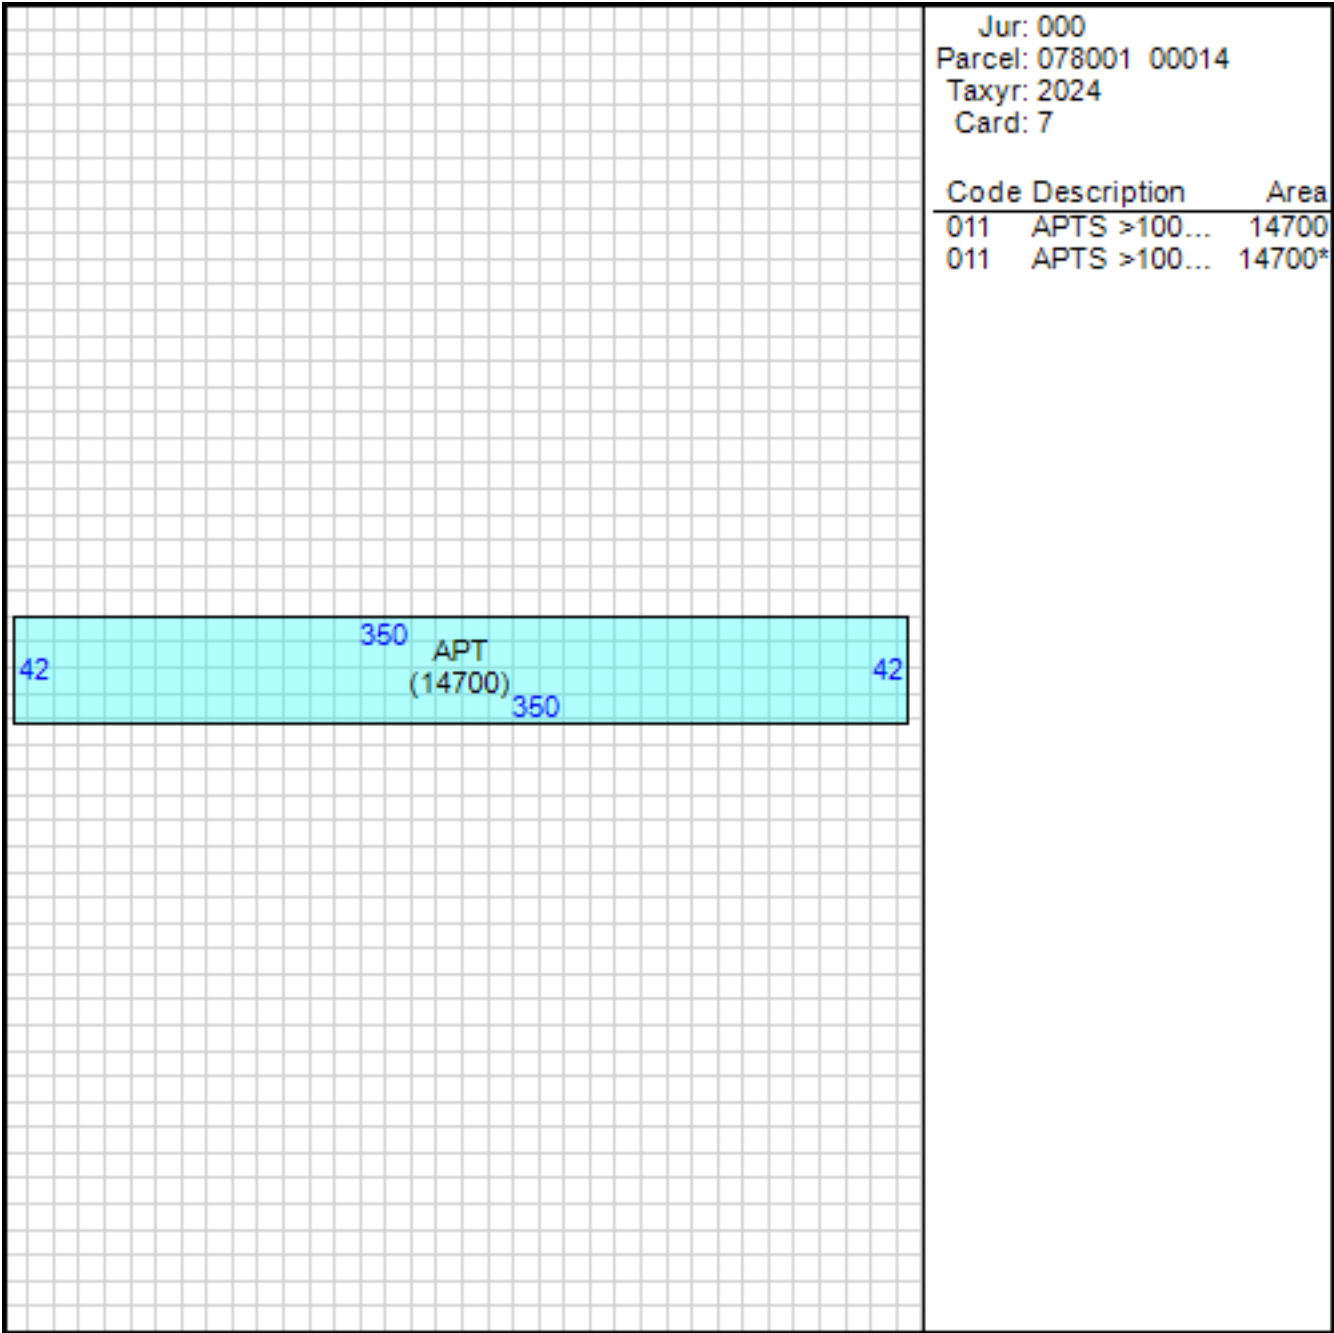 Jur: 000
Parcel: 078001 00014
Taxyr: 2024
Card: 7
Code Description Area
011 APTS >100... 14700
011 APTS >100... 14700*
350
APT
42 42
(14700)
350